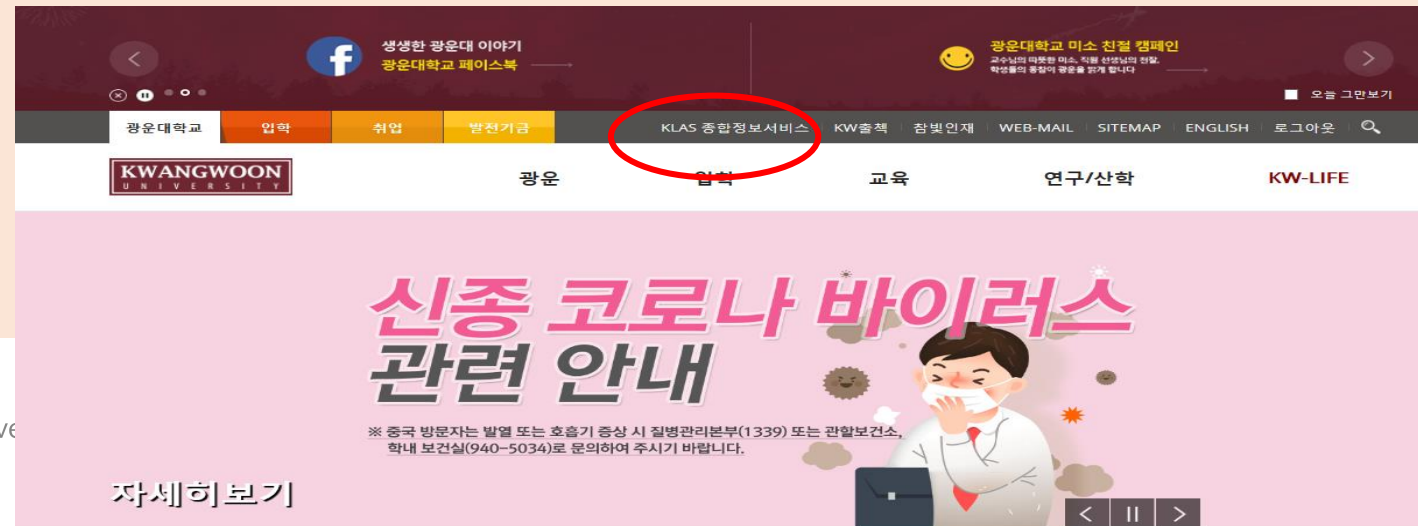 생생한 광운대 이야기
광운대학교 페이스북
광운대학교 미소 친절 캠페인
교수님의 따뜻한 미소, 직원 선생님의 친절,
학생들의 동참이 광운을 밝게 합니다
오늘 그만보기
광운대학교 입학 취업 발전기금 KLAS 종합정보서비스 KW출책 참빛인재 WEB-MAIL SITEMAP ENGLISH 로그아웃
KWANGWOON
UNIVERSITY
광운 입학 교육 연구/산학 KW-LIFE
신종 코로나 바이러스
관련 안내
※ 중국 방문자는 발열 또는 호흡기 증상 시 질병관리본부(1339) 또는 관할보건소,
학내 보건실(940-5034)로 문의하여 주시기 바랍니다.
자세히보기